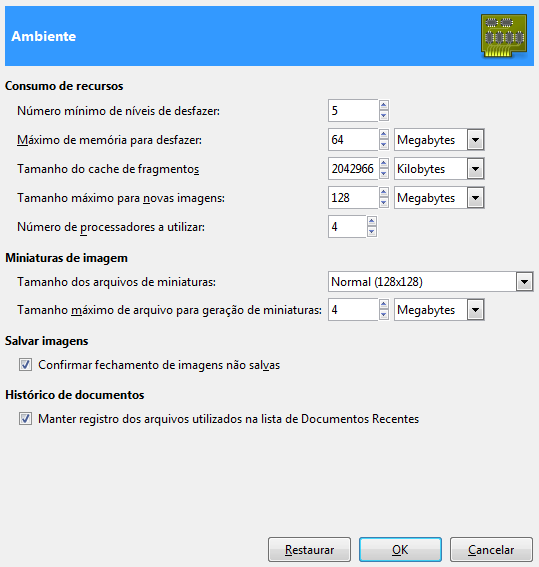 Ambiente
Consumo de recursos
Número mínimo de níveis de desfazer: 5
Máximo de memória para desfazer: 64 Megabytes
Tamanho do cache de fragmentos 2042966 Kilobytes
Tamanho máximo para novas imagens: 128 Megabytes
Número de processadores a utilizar: 4
Miniaturas de imagem
Tamanho dos arquivos de miniaturas: Normal (128x128)
Tamanho máximo de arquivo para geração de miniaturas: 4 Megabytes
Salvar imagens
Confirmar fechamento de imagens não salvas
Histórico de documentos
Manter registro dos arquivos utilizados na lista de Documentos Recentes
Restaurar OK Cancelar